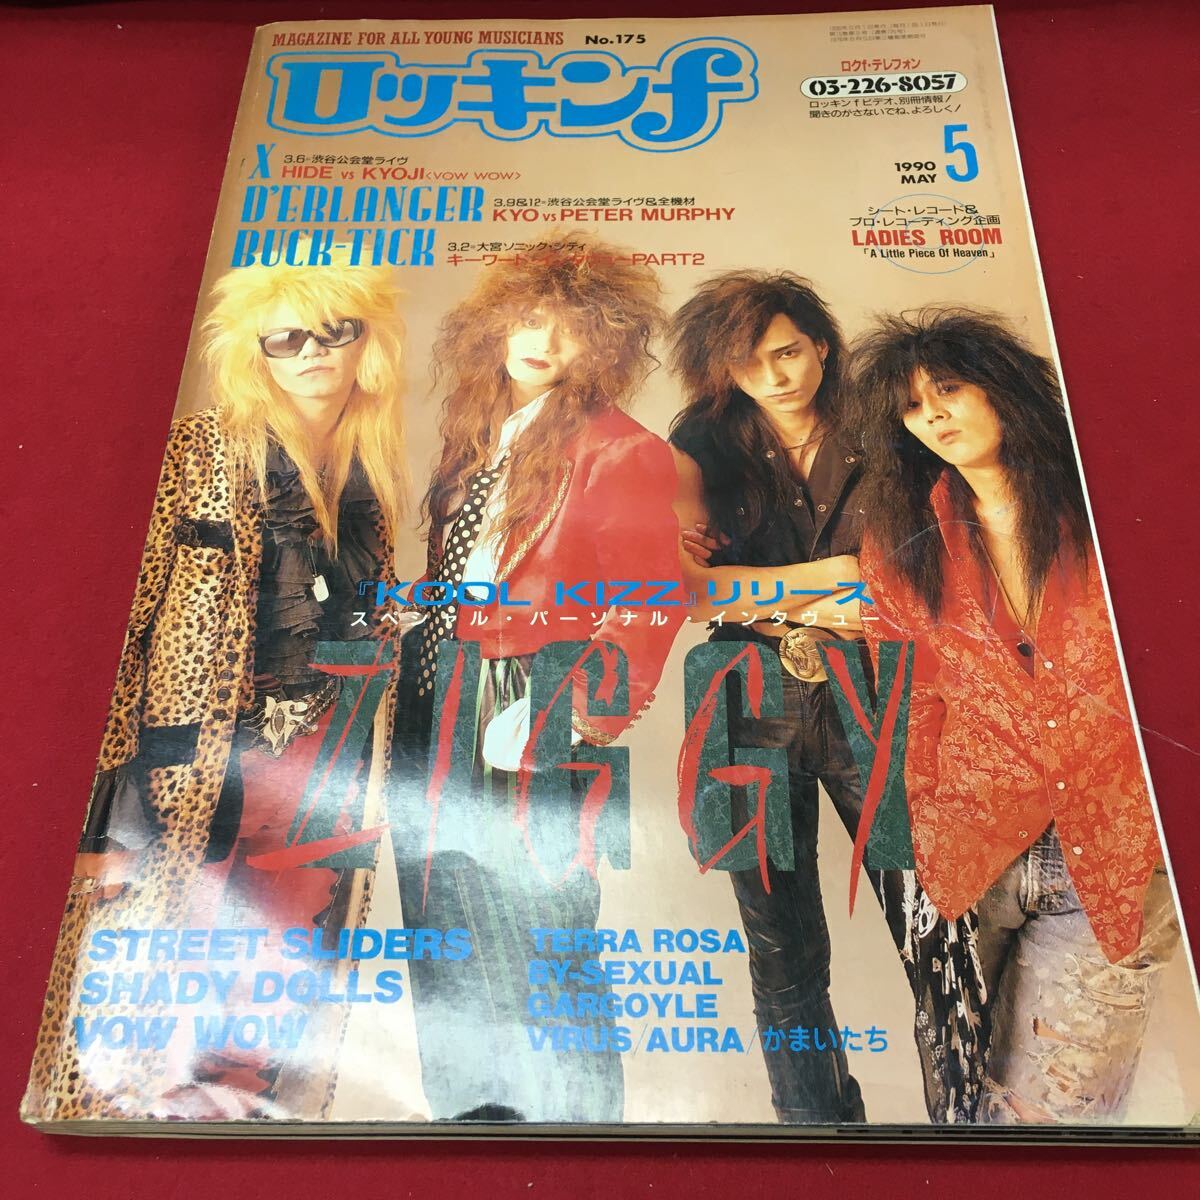 MAGAZINE FOR ALL YOUNG MUSICIANS No.175
ロッキンf
ロクf・テレフォン
03-226-8057
ロッキンfビデオ、別冊情報!
聞きのがさないでね、よろしく!
1990 MAY 5
X 3.6=渋谷公会堂ライヴ
HIDE vs KYOJI<VOW WOW>
D'ERLANGER 3.9&12=渋谷公会堂ライヴ&全機材
KYO vs PETER MURPHY
BUCK-TICK 3.2=大宮ソニック・シティ
キーワード・インタヴューPART2
シート・レコード&
プロ・レコーディング企画
LADIES ROOM
「A Little Piece Of Heaven」
『KOOL KIZZ』リリース
スペシャル・パーソナル・インタヴュー
ZIGGY
STREET SLIDERS
SHADY DOLLS
VOW WOW
TERRA ROSA
BY-SEXUAL
GARGOYLE
VIRUS/AURA/かまいたち